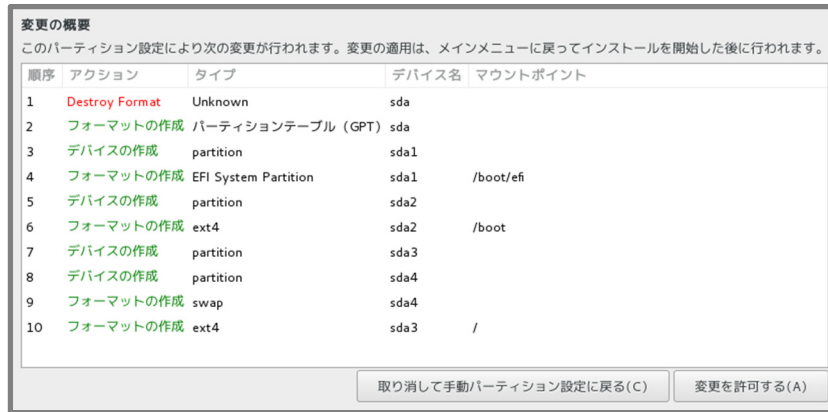 変更の概要
このパーティション設定により次の変更が行われます。変更の適用は、メインメニューに戻ってインストールを開始した後に行われます。
順序 アクション タイプ デバイス名 マウントポイント
1 Destroy Format Unknown sda
2 フォーマットの作成 パーティションテーブル（GPT） sda
3 デバイスの作成 partition sda1
4 フォーマットの作成 EFI System Partition sda1 /boot/efi
5 デバイスの作成 partition sda2
6 フォーマットの作成 ext4 sda2 /boot
7 デバイスの作成 partition sda3
8 デバイスの作成 partition sda4
9 フォーマットの作成 swap sda4
10 フォーマットの作成 ext4 sda3 /
取り消して手動パーティション設定に戻る(C) 変更を許可する(A)